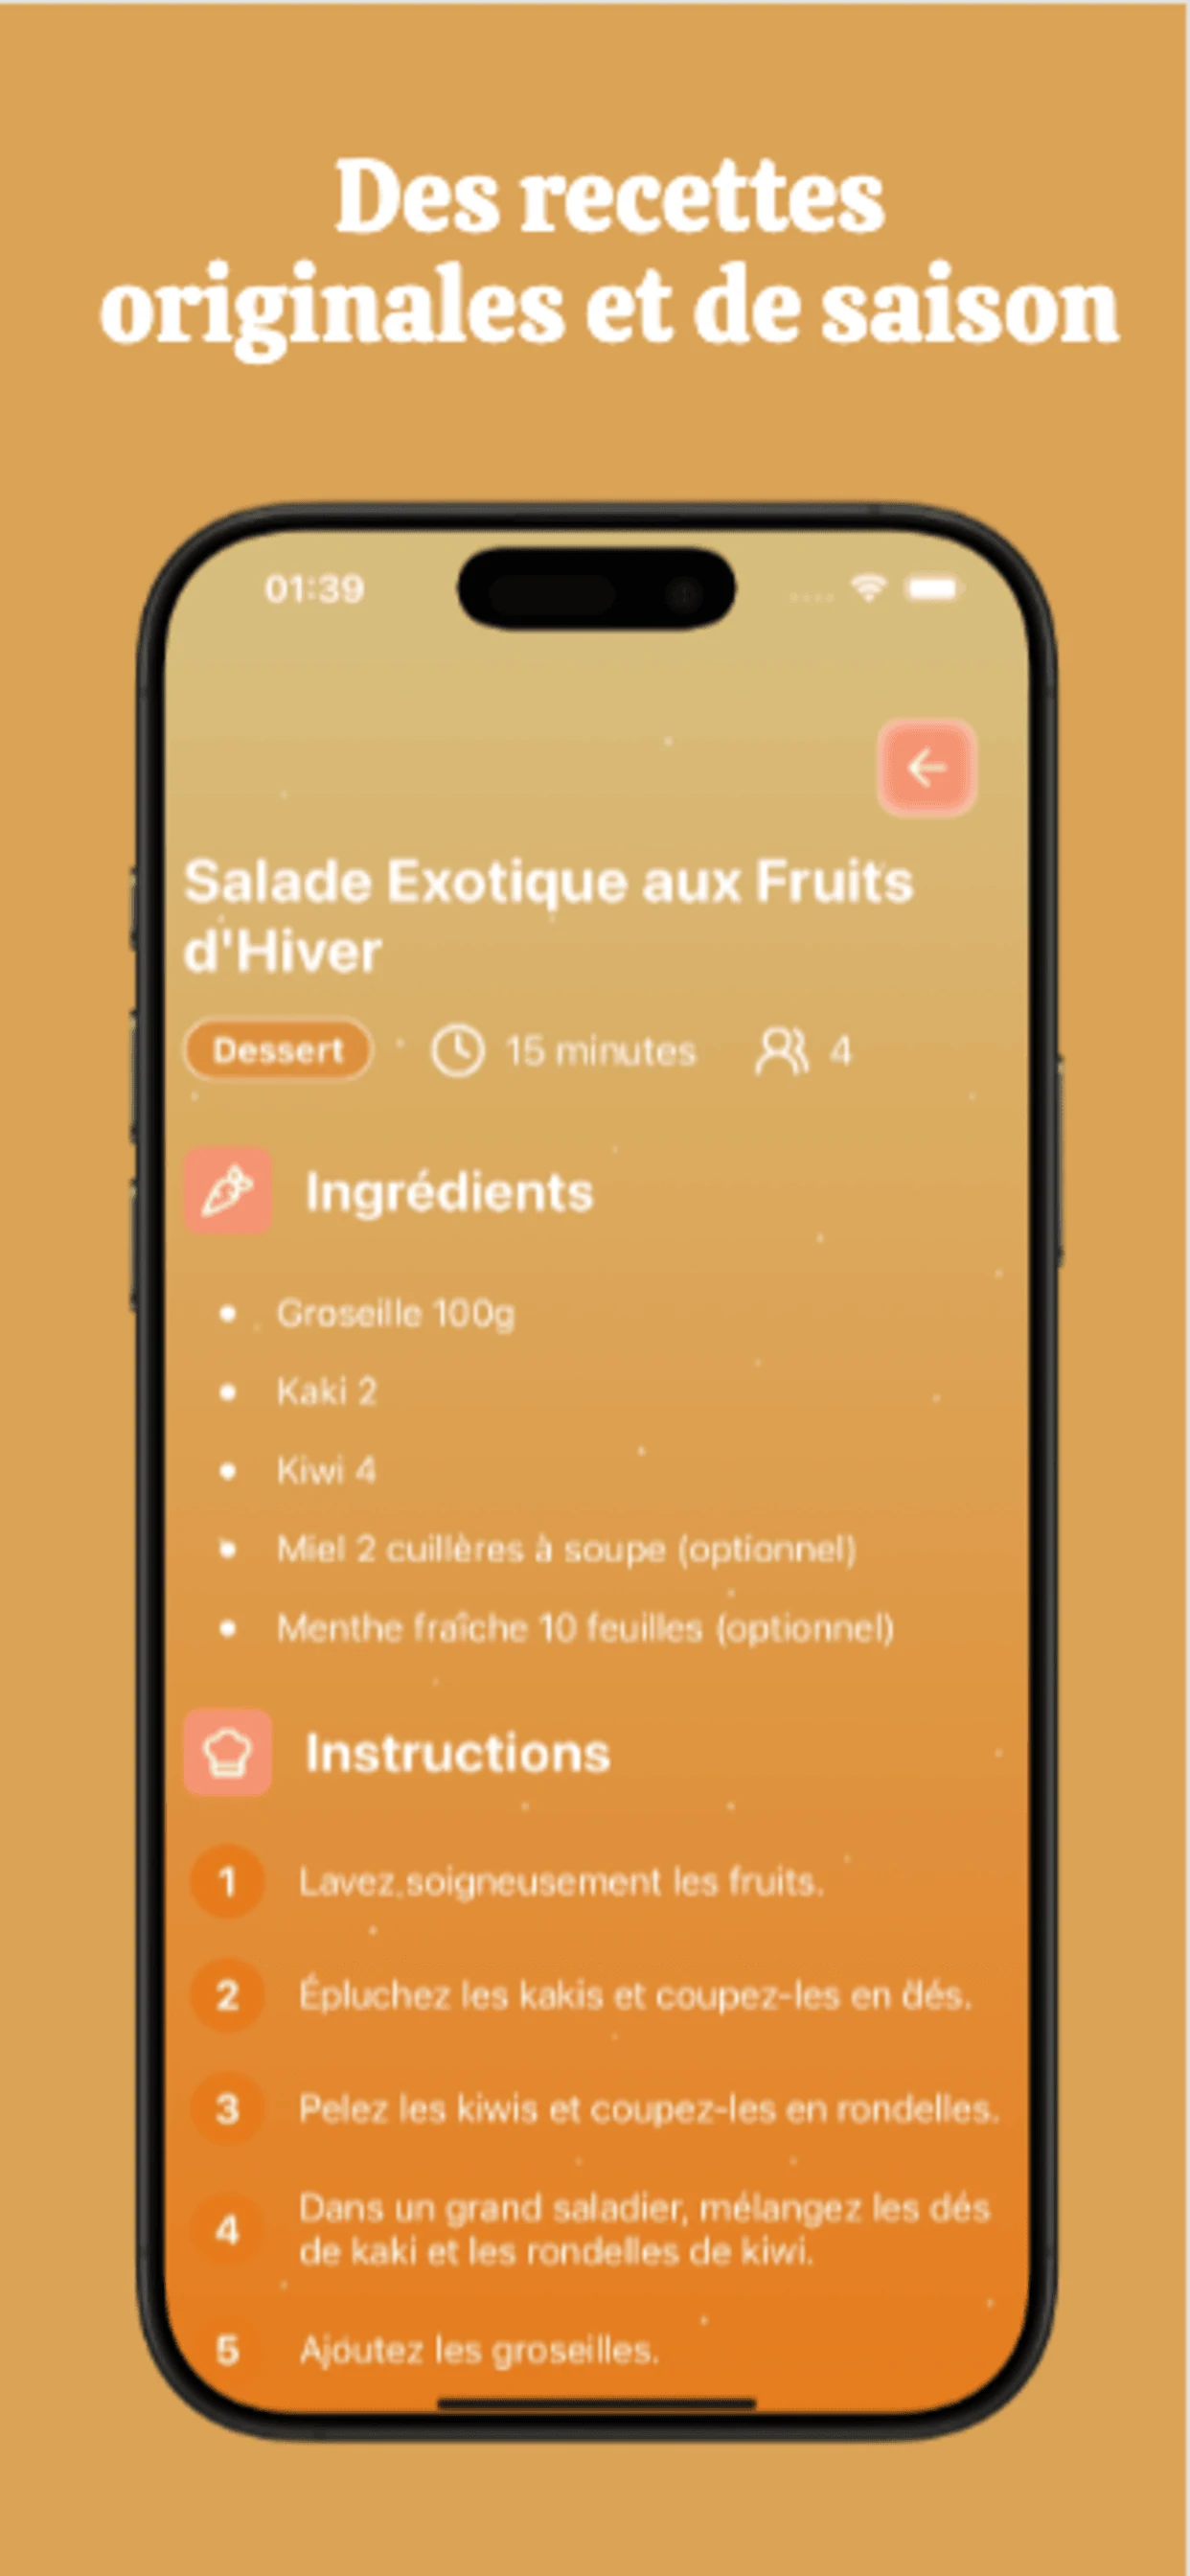 Des recettes
originales et de saison
01:39
Salade Exotique aux Fruits
d'Hiver
Dessert 15 minutes 4
Ingrédients
Groseille 100g
Kaki 2
Kiwi 4
Miel 2 cuillères à soupe (optionnel)
Menthe fraîche 10 feuilles (optionnel)
Instructions
1 Lavez soigneusement les fruits.
2 Épluchez les kakis et coupez-les en dés.
3 Pelez les kiwis et coupez-les en rondelles.
4 Dans un grand saladier, mélangez les dés
de kaki et les rondelles de kiwi.
5 Ajoutez les groseilles.